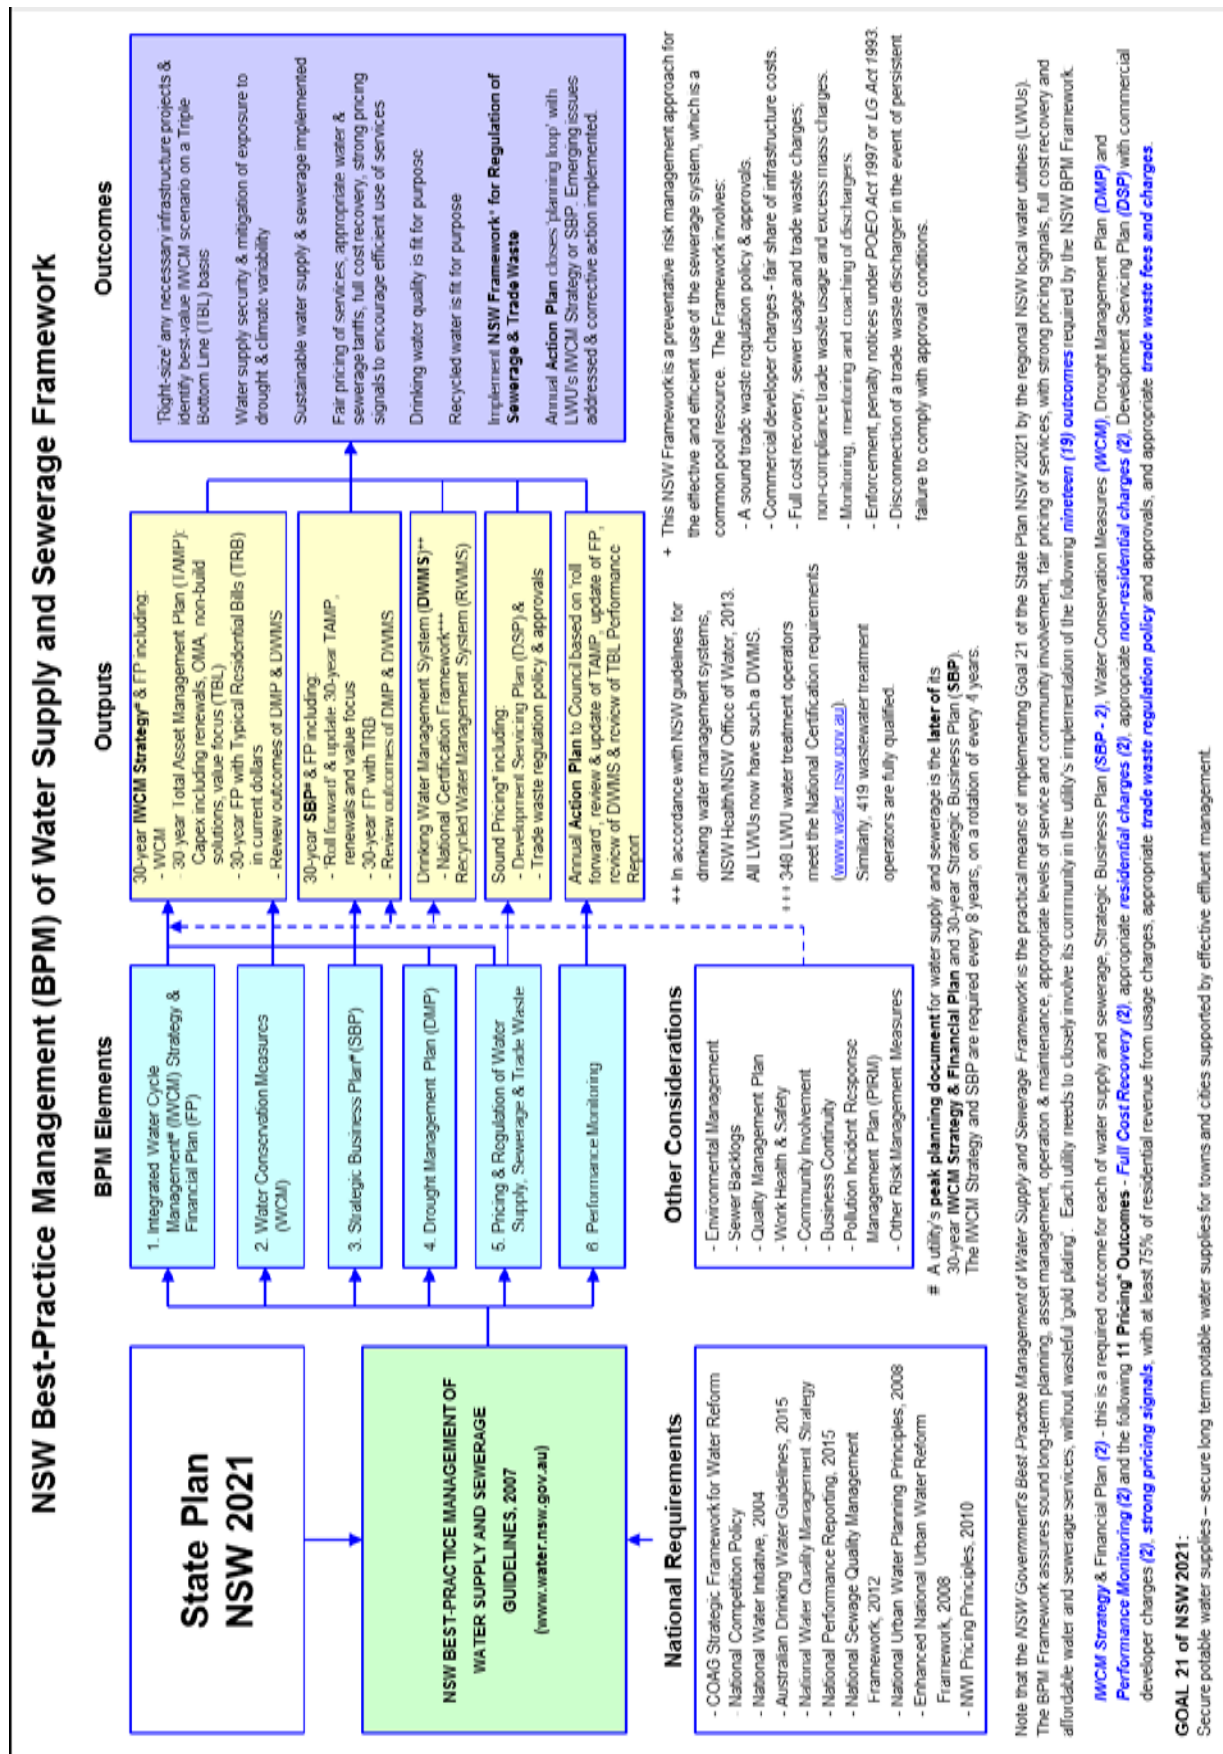 NSW Best-Practice Management (BPM) of Water Supply and Sewerage Framework
State Plan
NSW 2021
NSW BEST-PRACTICE MANAGEMENT OF
WATER SUPPLY AND SEWERAGE
GUIDELINES, 2007
(www.water.nsw.gov.au)
National Requirements
- COAG Strategic Framework for Water Reform
- National Competition Policy
- National Water Initiative, 2004
- Australian Drinking Water Guidelines, 2015
- National Water Quality Management Strategy
- National Performance Reporting, 2015
- National Sewage Quality Management
Framework, 2012
- National Urban Water Planning Principles, 2008
- Enhanced National Urban Water Reform
Framework, 2008
- NWI Pricing Principles, 2010
BPM Elements
1. Integrated Water Cycle
Management# (IWCM) Strategy &
Financial Plan (FP)
2. Water Conservation Measures
(WCM)
3. Strategic Business Plan# (SBP)
4. Drought Management Plan (DMP)
5. Pricing & Regulation of Water
Supply, Sewerage & Trade Waste
6. Performance Monitoring
Other Considerations
- Environmental Management
- Sewer Backlogs
- Quality Management Plan
- Work Health & Safety
- Community Involvement
- Business Continuity
- Pollution Incident Response
Management Plan (PIRM)
- Other Risk Management Measures
Outputs
30-year IWCM Strategy# & FP including:
- WCM
- 30 year Total Asset Management Plan (TAMP):
Capex including renewals, OMA, non-build
solutions, value focus (TBL)
- 30-year FP with Typical Residential Bills (TRB)
in current dollars
- Review outcomes of DMP & DWMS
30-year SBP# & FP including:
- 'Roll forward' & update 30-year TAMP,
renewals and value focus
- 30-year FP with TRB
- Review outcomes of DMP & DWMS
Drinking Water Management System (DWMS)++
- National Certification Framework+++
Recycled Water Management System (RWMS)
Sound Pricing* including:
- Development Servicing Plan (DSP) &
- Trade waste regulation policy & approvals
Annual Action Plan to Council based on 'roll
forward', review & update of TAMP, update of FP,
review of DWMS & review of TBL Performance
Report
Outcomes
'Right-size' any necessary infrastructure projects &
identify best-value IWCM scenario on a Triple
Bottom Line (TBL) basis
Water supply security & mitigation of exposure to
drought & climatic variability
Sustainable water supply & sewerage implemented
Fair pricing of services, appropriate water &
sewerage tariffs, full cost recovery, strong pricing
signals to encourage efficient use of services
Drinking water quality is fit for purpose
Recycled water is fit for purpose
Implement NSW Framework+ for Regulation of
Sewerage & Trade Waste
Annual Action Plan closes 'planning loop' with
LWU's IWCM Strategy or SBP. Emerging issues
addressed & corrective action implemented.
++ In accordance with NSW guidelines for
drinking water management systems,
NSW Health/NSW Office of Water, 2013.
All LWUs now have such a DWMS.
+++ 348 LWU water treatment operators
meet the National Certification requirements
(www.water.nsw.gov.au).
Similarly, 419 wastewater treatment
operators are fully qualified.
+ This NSW Framework is a preventative risk management approach for
the effective and efficient use of the sewerage system, which is a
common pool resource. The Framework involves:
- A sound trade waste regulation policy & approvals.
- Commercial developer charges - fair share of infrastructure costs.
- Full cost recovery, sewer usage and trade waste charges;
non-compliance trade waste usage and excess mass charges.
- Monitoring, mentoring and coaching of dischargers.
- Enforcement, penalty notices under POEO Act 1997 or LG Act 1993.
- Disconnection of a trade waste discharger in the event of persistent
failure to comply with approval conditions.
# A utility's peak planning document for water supply and sewerage is the later of its
30-year IWCM Strategy & Financial Plan and 30-year Strategic Business Plan (SBP).
The IWCM Strategy and SBP are required every 8 years, on a rotation of every 4 years.
Note that the NSW Government's Best-Practice Management of Water Supply and Sewerage Framework is the practical means of implementing Goal 21 of the State Plan NSW 2021 by the regional NSW local water utilities (LWUs).
The BPM Framework assures sound long-term planning, asset management, operation & maintenance, appropriate levels of service and community involvement, fair pricing of services, with strong pricing signals, full cost recovery and
affordable water and sewerage services, without wasteful 'gold plating'. Each utility needs to closely involve its community in the utility's implementation of the following nineteen (19) outcomes required by the NSW BPM Framework:
IWCM Strategy & Financial Plan (2) - this is a required outcome for each of water supply and sewerage, Strategic Business Plan (SBP - 2), Water Conservation Measures (WCM), Drought Management Plan (DMP) and
Performance Monitoring (2) and the following 11 Pricing* Outcomes - Full Cost Recovery (2), appropriate residential charges (2), appropriate non-residential charges (2), Development Servicing Plan (DSP) with commercial
developer charges (2), strong pricing signals, with at least 75% of residential revenue from usage charges, appropriate trade waste regulation policy and approvals, and appropriate trade waste fees and charges.
GOAL 21 of NSW 2021:
Secure potable water supplies – secure long term potable water supplies for towns and cities supported by effective effluent management.